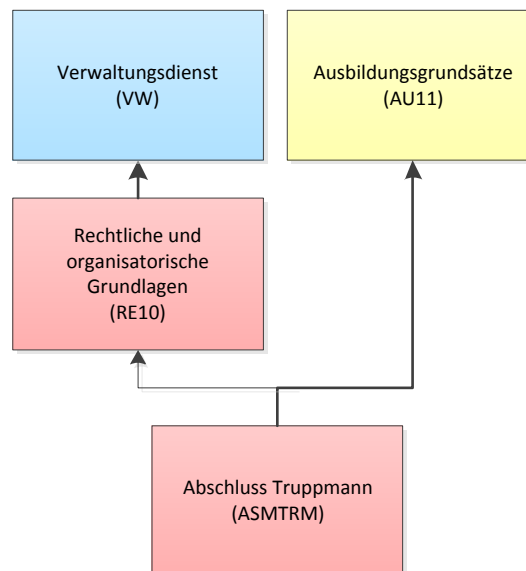 Verwaltungsdienst
(VW)
Ausbildungsgrundsätze
(AU11)
Rechtliche und
organisatorische
Grundlagen
(RE10)
Abschluss Truppmann
(ASMTRM)